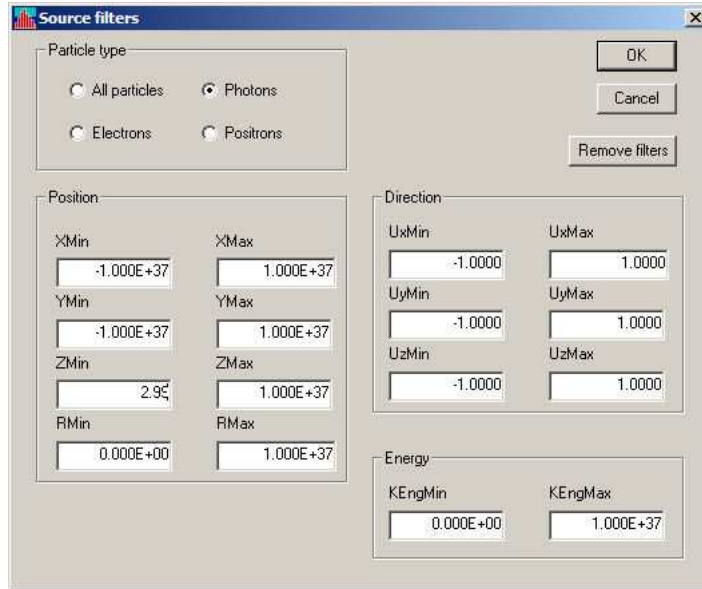 Source filters
Particle type
All particles Photons
Electrons Positrons
OK
Cancel
Remove filters
Position
XMin XMax
-1.000E+37 1.000E+37
YMin YMax
-1.000E+37 1.000E+37
ZMin ZMax
2.95 1.000E+37
RMin RMax
0.000E+00 1.000E+37
Direction
UxMin UxMax
-1.0000 1.0000
UyMin UyMax
-1.0000 1.0000
UzMin UzMax
-1.0000 1.0000
Energy
KEngMin KEngMax
0.000E+00 1.000E+37